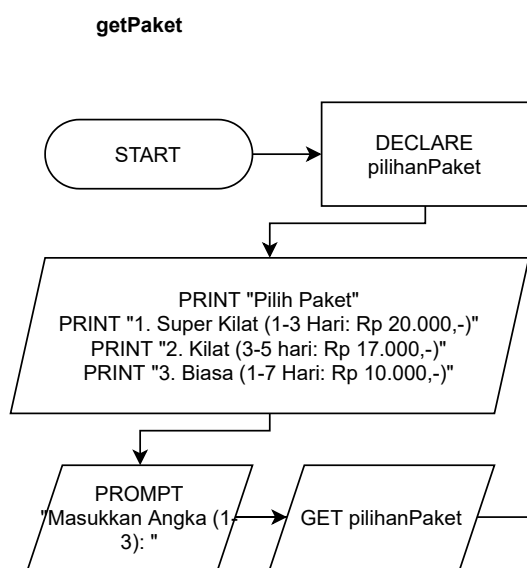 getPaket
START
DECLARE
pilihanPaket
PRINT "Pilih Paket"
PRINT "1. Super Kilat (1-3 Hari: Rp 20.000,-)"
PRINT "2. Kilat (3-5 hari: Rp 17.000,-)"
PRINT "3. Biasa (1-7 Hari: Rp 10.000,-"
PROMPT
"Masukkan Angka (1-
3): "
GET pilihanPaket